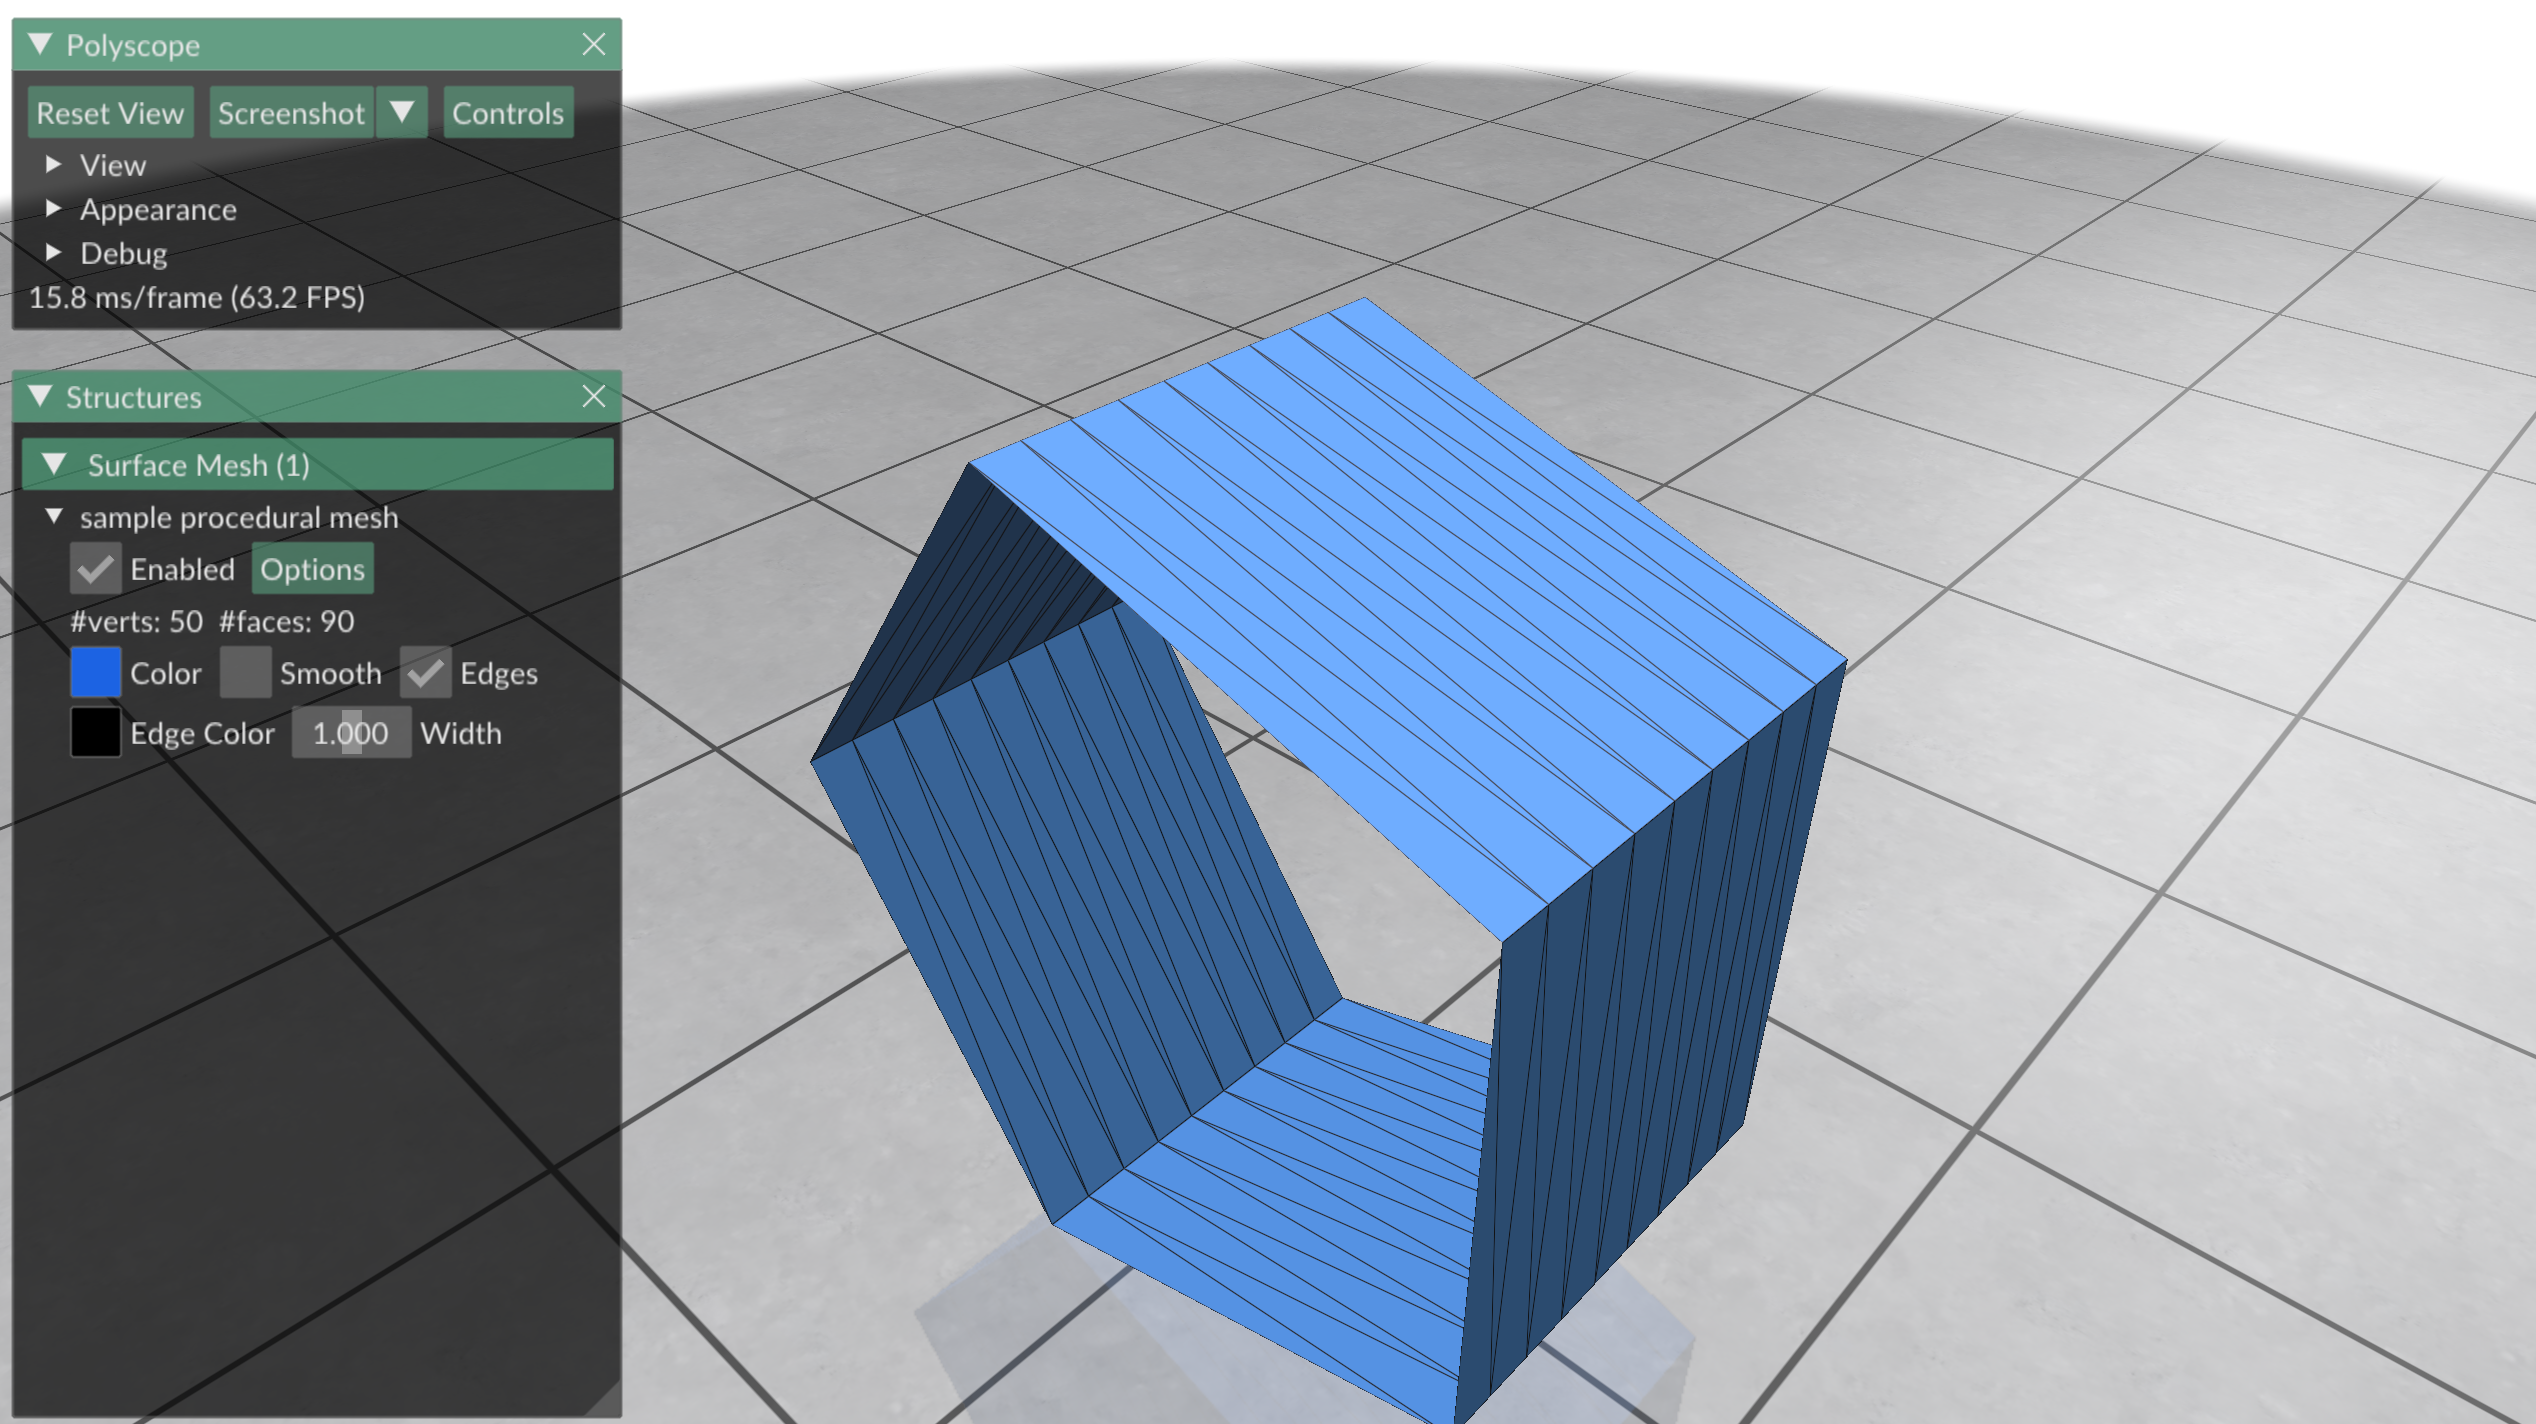 Polyscope
Reset View Screenshot Controls
View
Appearance
Debug
15.8 ms/frame (63.2 FPS)
Structures
Surface Mesh (1)
sample procedural mesh
Enabled Options
#verts: 50 #faces: 90
Color Smooth Edges
Edge Color 1.000 Width